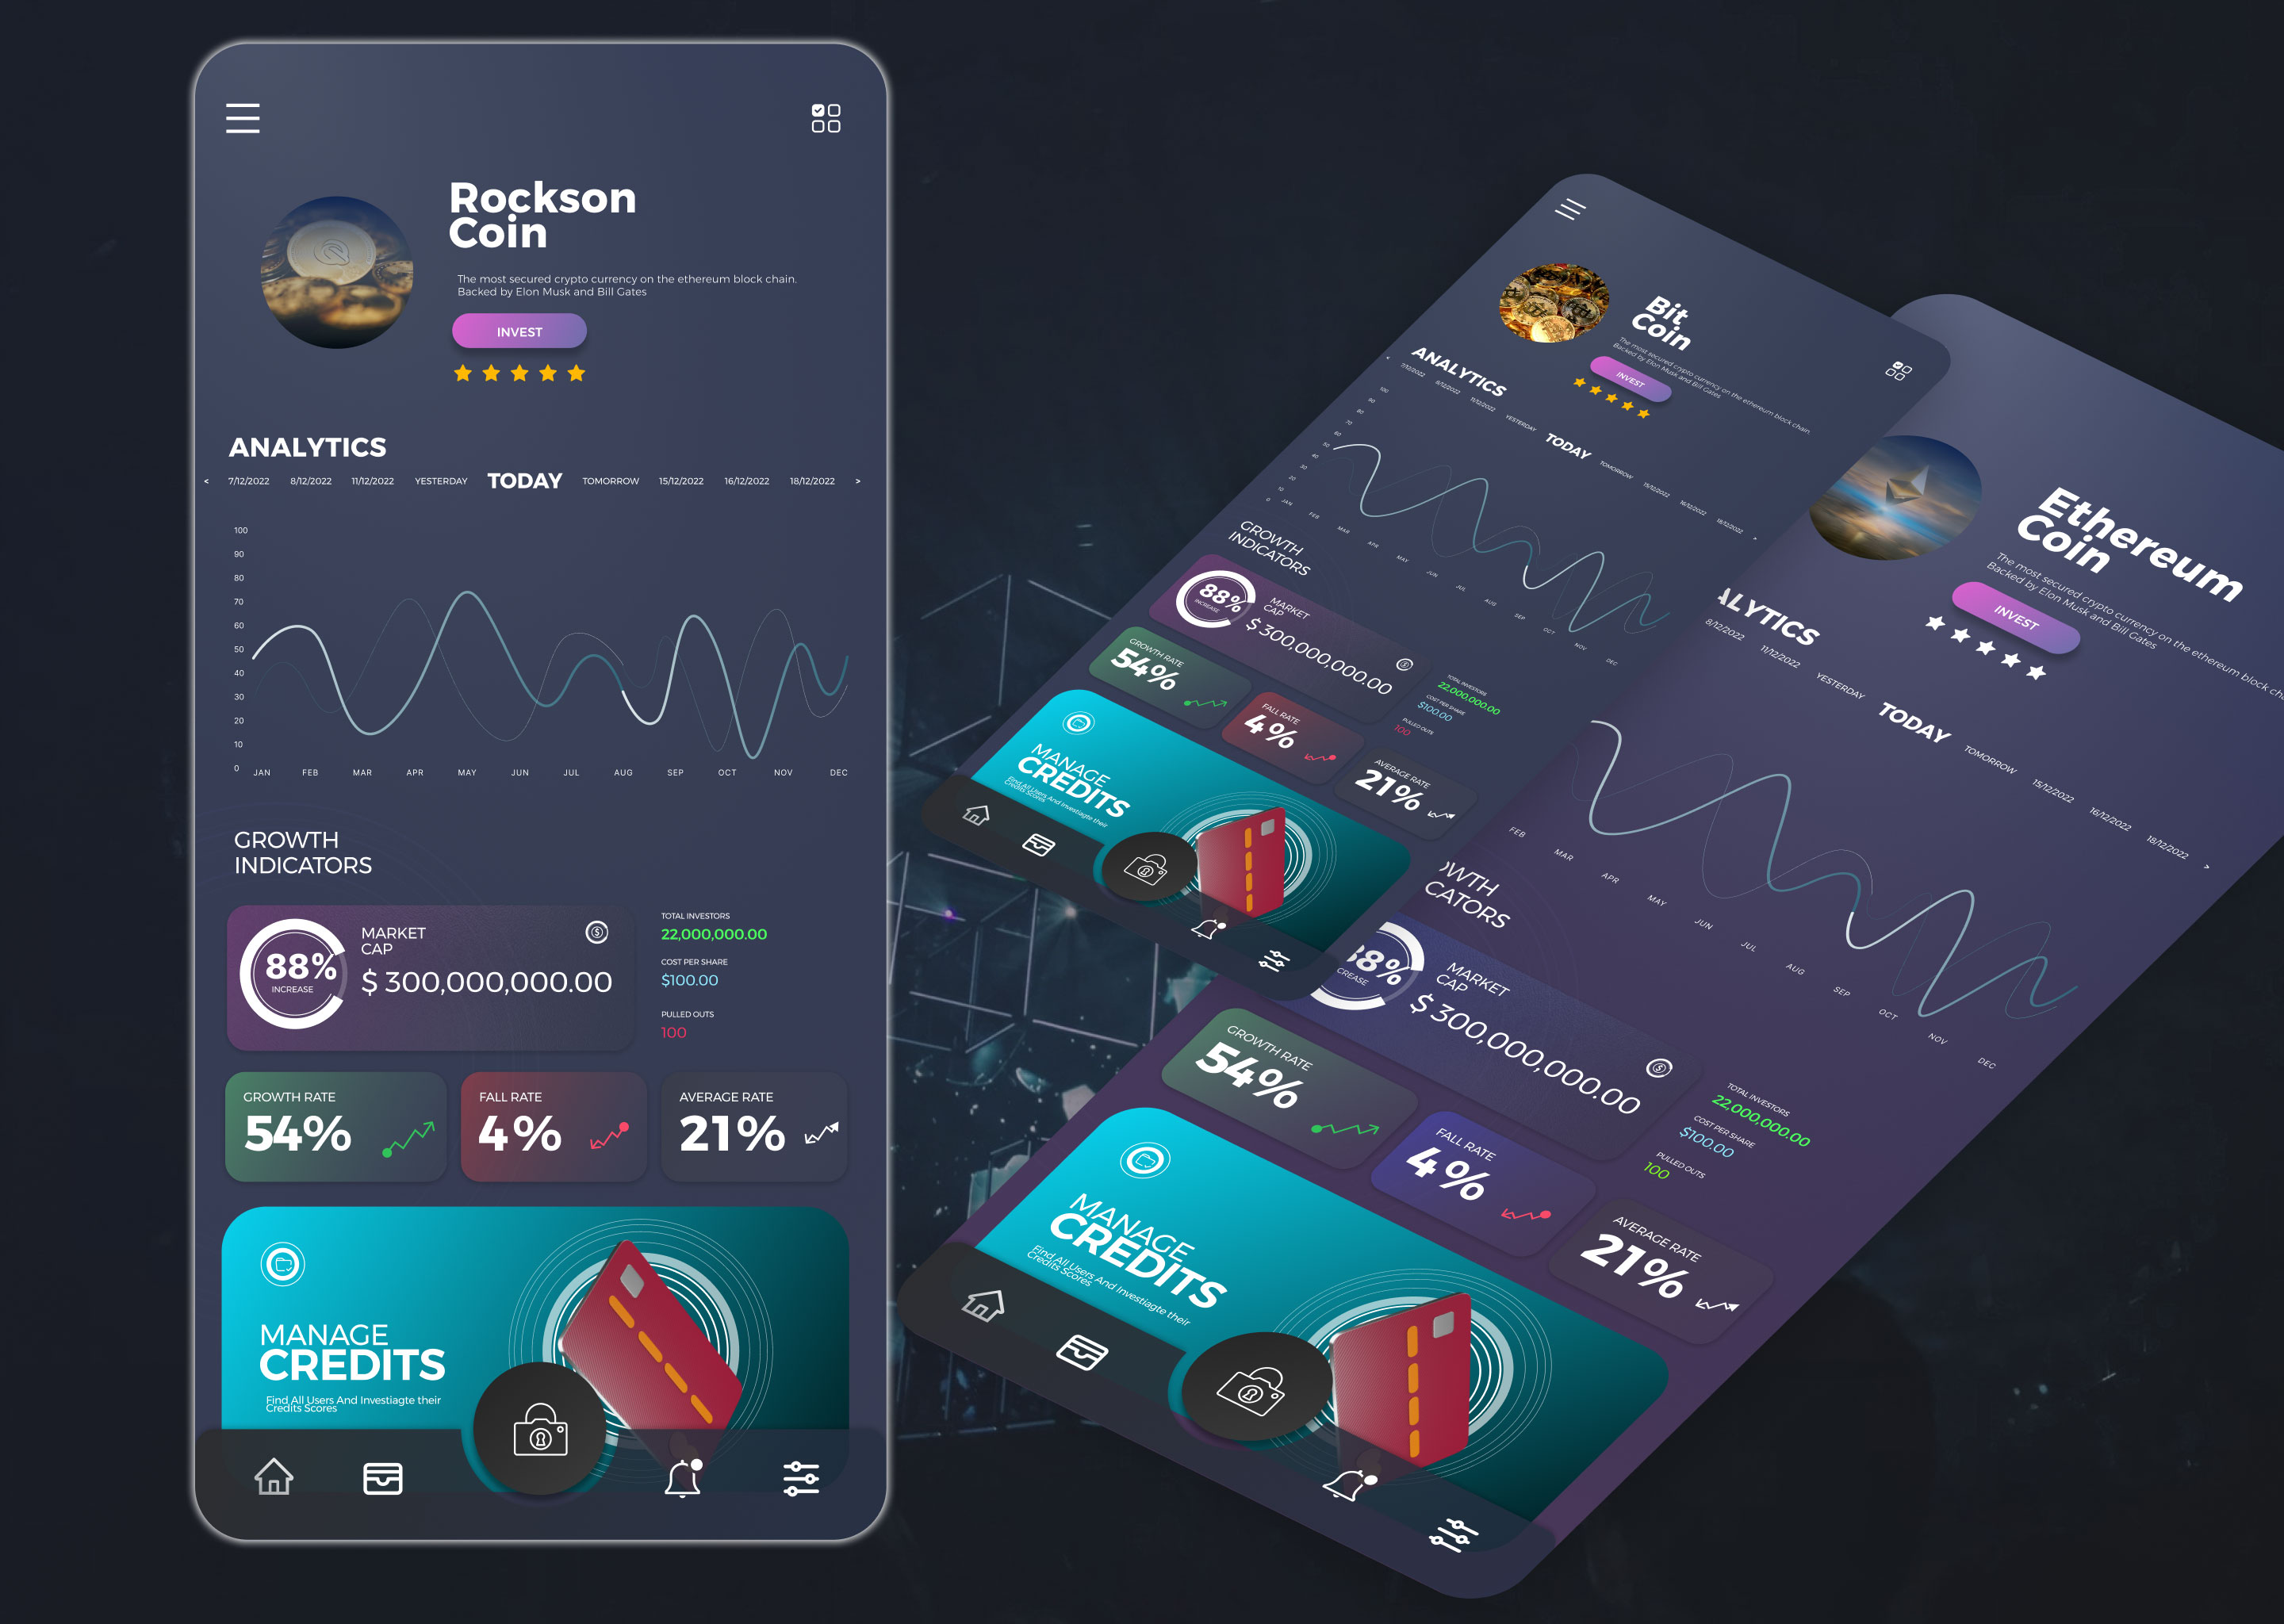 Rockson
Coin
The most secured crypto currency on the ethereum block chain.
Backed by Elon Musk and Bill Gates
INVEST
ANALYTICS
< 7/12/2022 8/12/2022 11/12/2022 YESTERDAY TODAY TOMORROW 15/12/2022 16/12/2022 18/12/2022 >
100
90
80
70
60
50
40
30
20
10
0
JAN FEB MAR APR MAY JUN JUL AUG SEP OCT NOV DEC
GROWTH
INDICATORS
88%
INCREASE
MARKET
CAP
$ 300,000,000.00
TOTAL INVESTORS
22,000,000.00
COST PER SHARE
$100.00
PULLED OUTS
100
GROWTH RATE
54%
FALL RATE
4%
AVERAGE RATE
21%
MANAGE
CREDITS
Find All Users And Investiagte their
Credits Scores
Bit
Coin
The most secured crypto currency on the ethereum block chain.
Backed by Elon Musk and Bill Gates
INVEST
ANALYTICS
< 7/12/2022 8/12/2022 11/12/2022 YESTERDAY TODAY TOMORROW 15/12/2022 16/12/2022 18/12/2022 >
100
90
80
70
60
50
40
30
20
10
0
JAN FEB MAR APR MAY JUN JUL AUG SEP OCT NOV DEC
GROWTH
INDICATORS
88%
INCREASE
MARKET
CAP
$ 300,000,000.00
TOTAL INVESTORS
22,000,000.00
COST PER SHARE
$100.00
PULLED OUTS
100
GROWTH RATE
54%
FALL RATE
4%
AVERAGE RATE
21%
MANAGE
CREDITS
Find All Users And Investiagte their
Credits Scores
Ethereum
Coin
The most secured crypto currency on the ethereum block cha
Backed by Elon Musk and Bill Gates
INVEST
ALYTICS
8/12/2022 11/12/2022 YESTERDAY TODAY TOMORROW 15/12/2022 16/12/2022 18/12/2022 >
FEB MAR APR MAY JUN JUL AUG SEP OCT NOV DEC
OWTH
CATORS
88%
CREASE
MARKET
CAP
$ 300,000,000.00
TOTAL INVESTORS
22,000,000.00
COST PER SHARE
$100.00
PULLED OUTS
100
GROWTH RATE
54%
FALL RATE
4%
AVERAGE RATE
21%
MANAGE
CREDITS
Find All Users And Investiagte their
Credits Scores